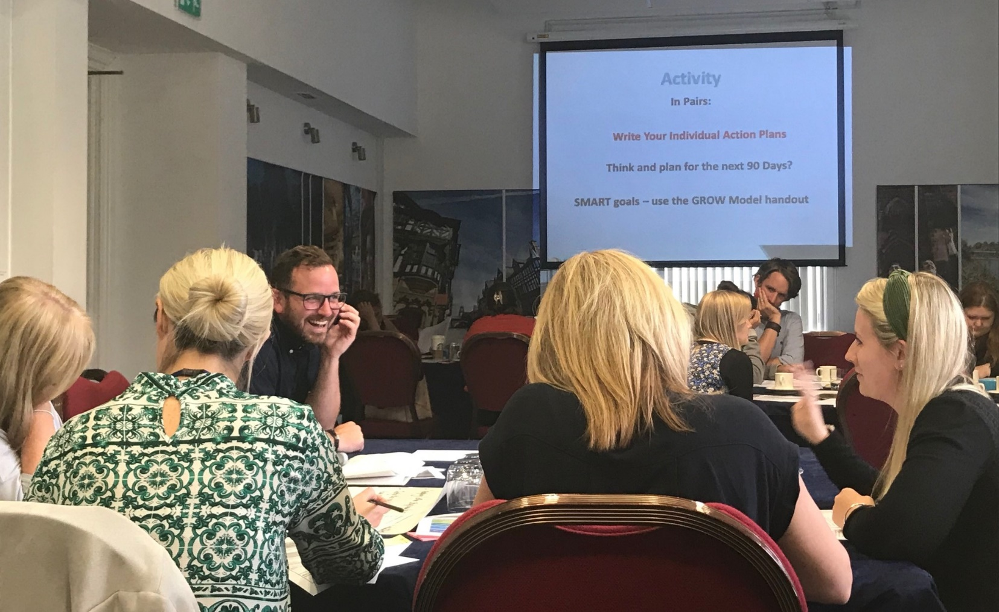 Activity
In Pairs:
Write Your Individual Action Plans
Think and plan for the next 90 Days?
SMART goals – use the GROW Model handout